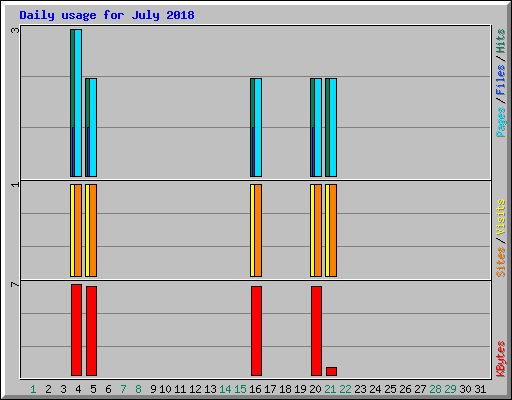 Daily usage for July 2018
3
1
7
Pages / Files / Hits
Sites / Visits
KBytes
1 2 3 4 5 6 7 8 9 10 11 12 13 14 15 16 17 18 19 20 21 22 23 24 25 26 27 28 29 30 31